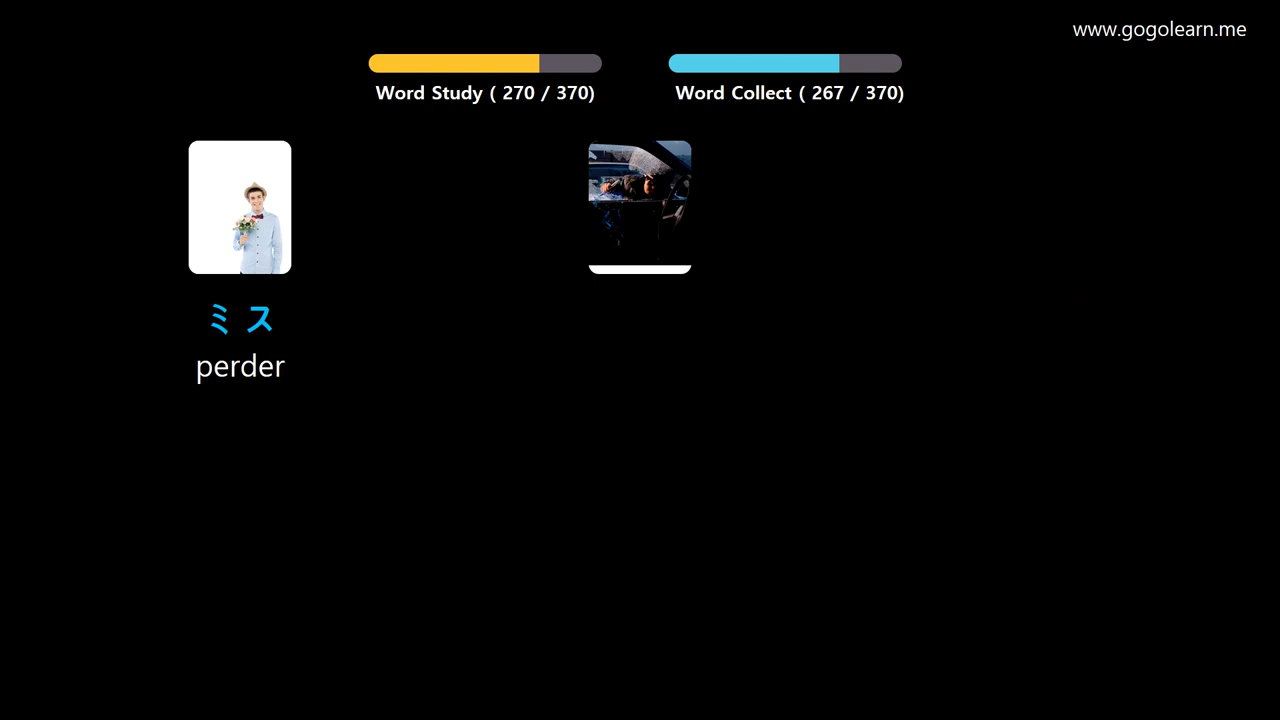 www.gogolearn.me
Word Study ( 270 / 370)
Word Collect ( 267 / 370)
ミ ス
perder